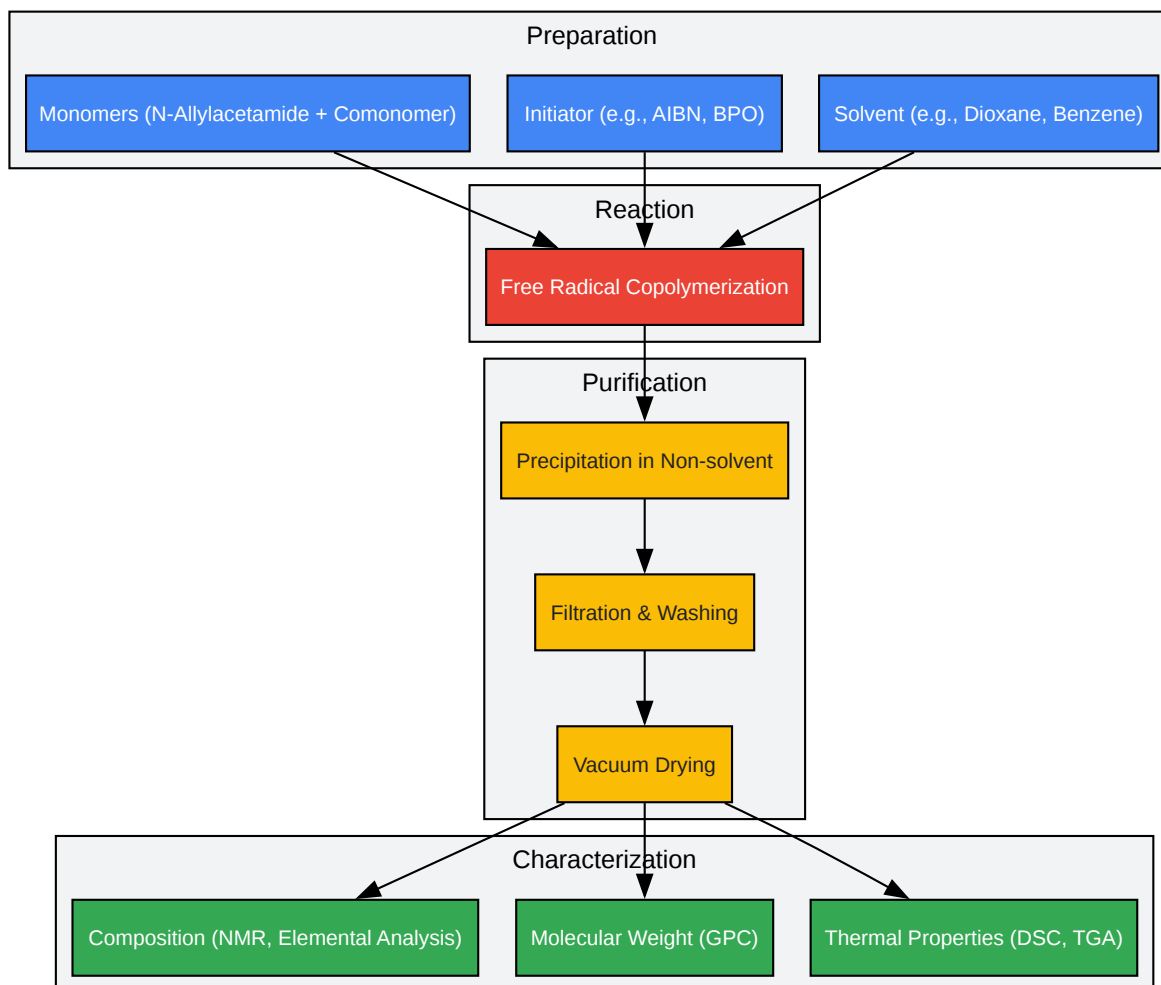 Preparation
Monomers (N-Allylacetamide + Comonomer)
Initiator (e.g., AIBN, BPO)
Solvent (e.g., Dioxane, Benzene)
Reaction
Free Radical Copolymerization
Purification
Precipitation in Non-solvent
Filtration & Washing
Vacuum Drying
Characterization
Composition (NMR, Elemental Analysis)
Molecular Weight (GPC)
Thermal Properties (DSC, TGA)